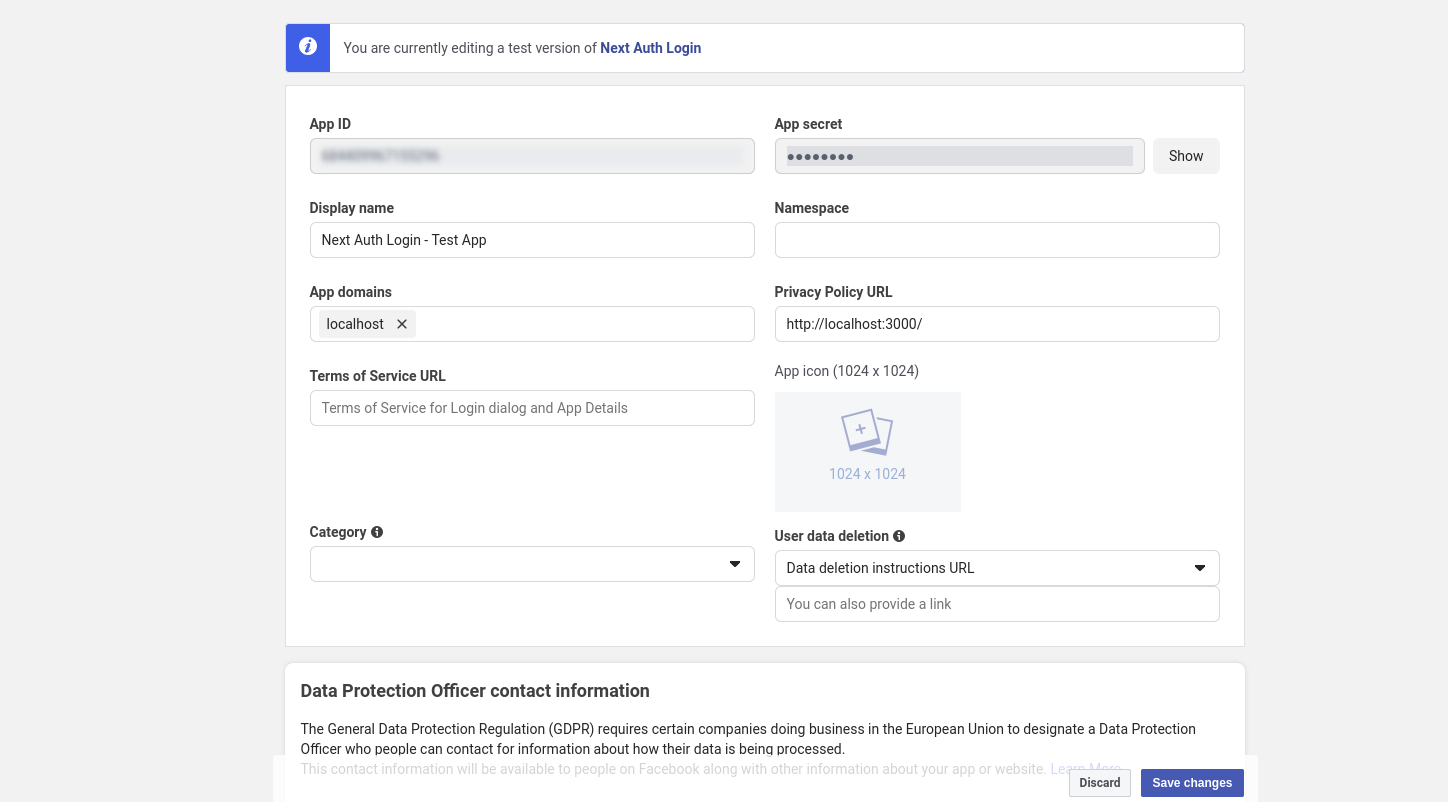 You are currently editing a test version of Next Auth Login
App ID
App secret
••••••••
Show
Display name
Namespace
Next Auth Login - Test App
App domains
Privacy Policy URL
localhost
http://localhost:3000/
Terms of Service URL
App icon (1024 x 1024)
Terms of Service for Login dialog and App Details
1024 x 1024
Category
User data deletion
Data deletion instructions URL
You can also provide a link
Data Protection Officer contact information
The General Data Protection Regulation (GDPR) requires certain companies doing business in the European Union to designate a Data Protection
Officer who people can contact for information about how their data is being processed.
This contact information will be available to people on Facebook along with other information about your app or website. Learn More
Discard
Save changes